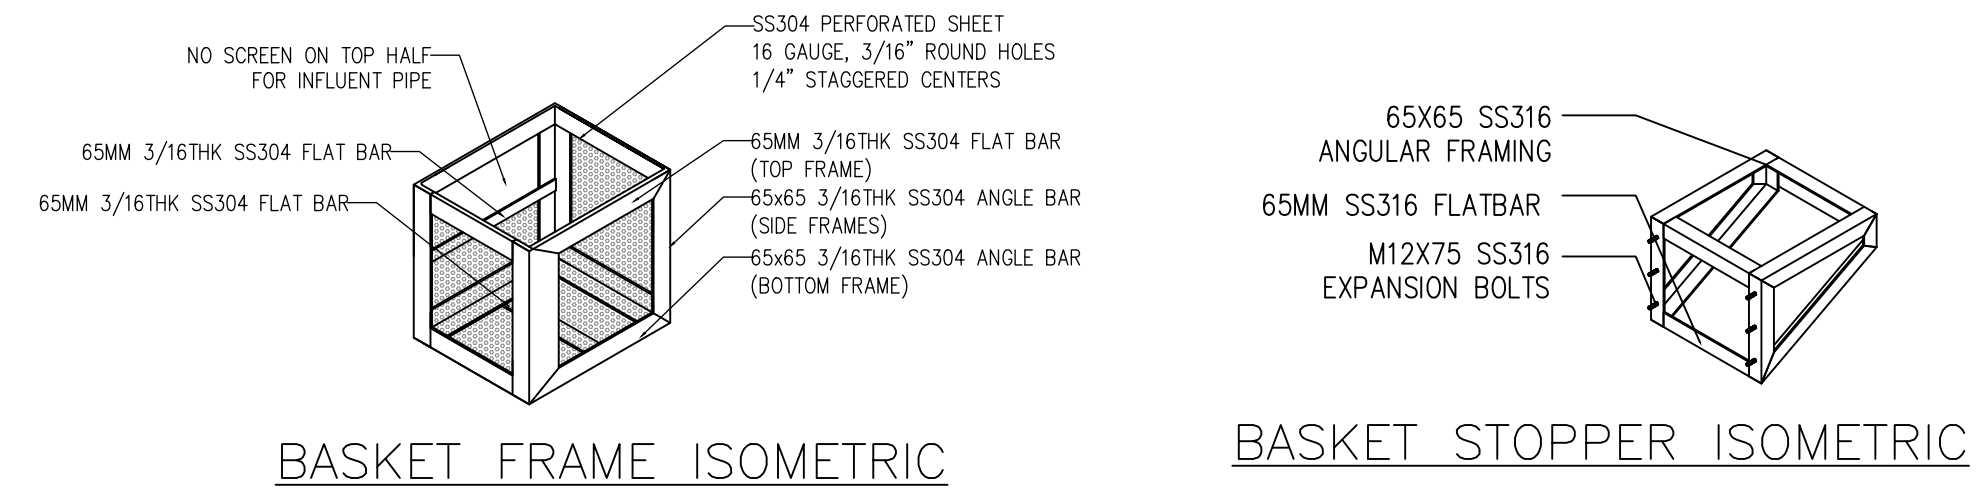 NO SCREEN ON TOP HALF
FOR INFLUENT PIPE
65MM 3/16THK SS304 FLAT BAR
65MM 3/16THK SS304 FLAT BAR
SS304 PERFORATED SHEET
16 GAUGE, 3/16" ROUND HOLES
1/4" STAGGERED CENTERS
65MM 3/16THK SS304 FLAT BAR
(TOP FRAME)
65x65 3/16THK SS304 ANGLE BAR
(SIDE FRAMES)
65x65 3/16THK SS304 ANGLE BAR
(BOTTOM FRAME)
BASKET FRAME ISOMETRIC
65X65 SS316
ANGULAR FRAMING
65MM SS316 FLATBAR
M12X75 SS316
EXPANSION BOLTS
BASKET STOPPER ISOMETRIC